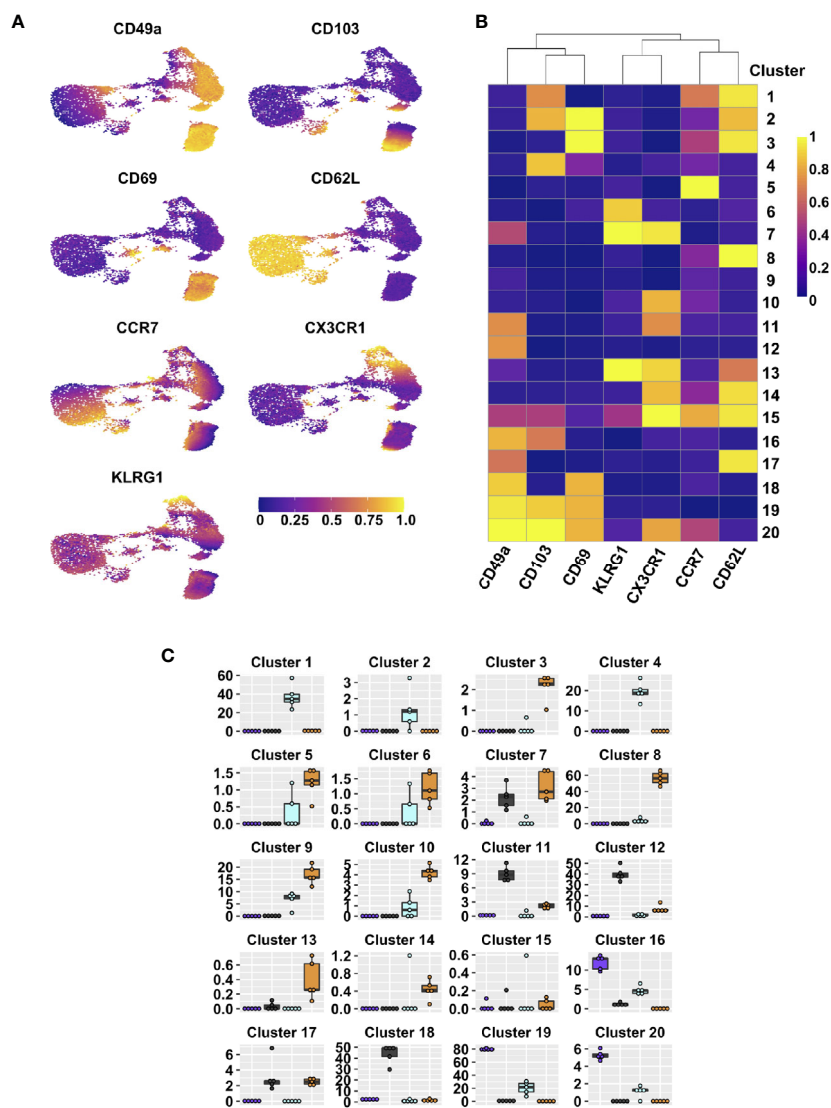 A
CD49a CD103
CD69 CD62L
CCR7 CX3CR1
KLRG1
0 0.25 0.50 0.75 1.0
B
Cluster
1
2
3
4
5
6
7
8
9
10
11
12
13
14
15
16
17
18
19
20
1
0.8
0.6
0.4
0.2
0
CD49a CD103 CD69 KLRG1 CX3CR1 CCR7 CD62L
C
Cluster 1 Cluster 2 Cluster 3 Cluster 4
60 3 2 20
40 2 1 10
20 1 0 0
0 0
Cluster 5 Cluster 6 Cluster 7 Cluster 8
1.5 1.5 4 60
1.0 1.0 3 40
0.5 0.5 2 20
0.0 0.0 1 0
0
Cluster 9 Cluster 10 Cluster 11 Cluster 12
20 5 12 50
15 4 9 40
10 3 6 30
5 2 3 20
0 1 0 10
0 0
Cluster 13 Cluster 14 Cluster 15 Cluster 16
0.8 1.2 0.6 10
0.6 0.8 0.4 5
0.4 0.4 0.2 0
0.2 0.0 0.0
0.0
Cluster 17 Cluster 18 Cluster 19 Cluster 20
6 50 80 6
4 40 60 4
2 30 40 2
0 20 20 0
10 0
0